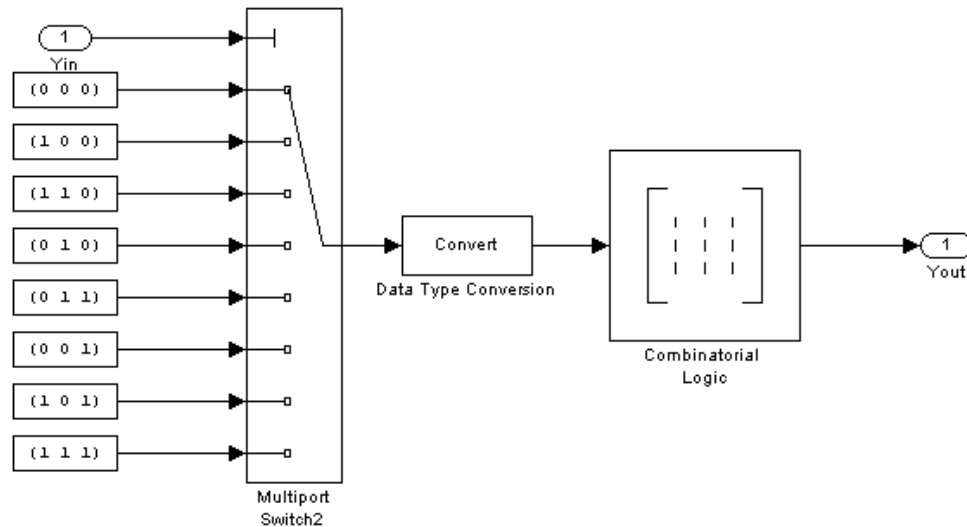 1
Yin
(0 0 0)
(1 0 0)
(1 1 0)
(0 1 0)
(0 1 1)
(0 0 1)
(1 0 1)
(1 1 1)
Multiport
Switch2
Convert
Data Type Conversion
Combinatorial
Logic
1
Yout